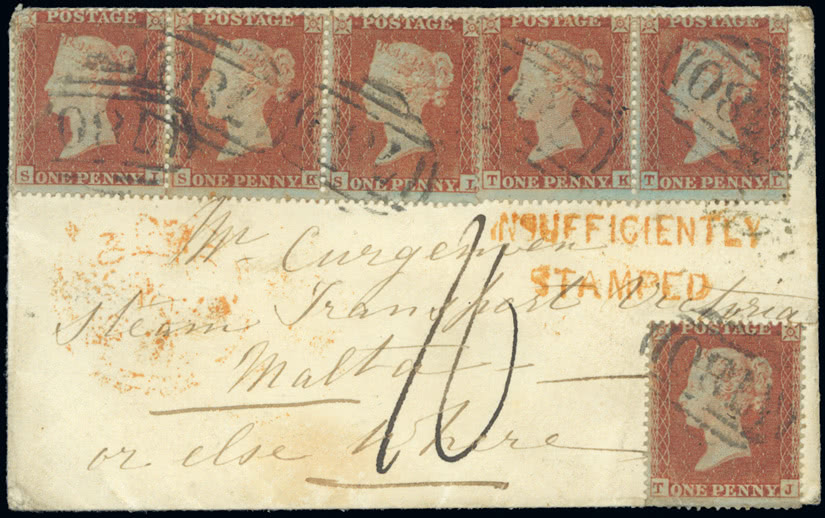 POSTAGE POSTAGE POSTAGE POSTAGE POSTAGE
S ONE PENNY I S ONE PENNY K S ONE PENNY L T ONE PENNY K T ONE PENNY L
INSUFFICIENTLY
STAMPED
Mr. Curgenven
Steam Transport Victoria
Malta
or else Where
16
POSTAGE
T ONE PENNY J